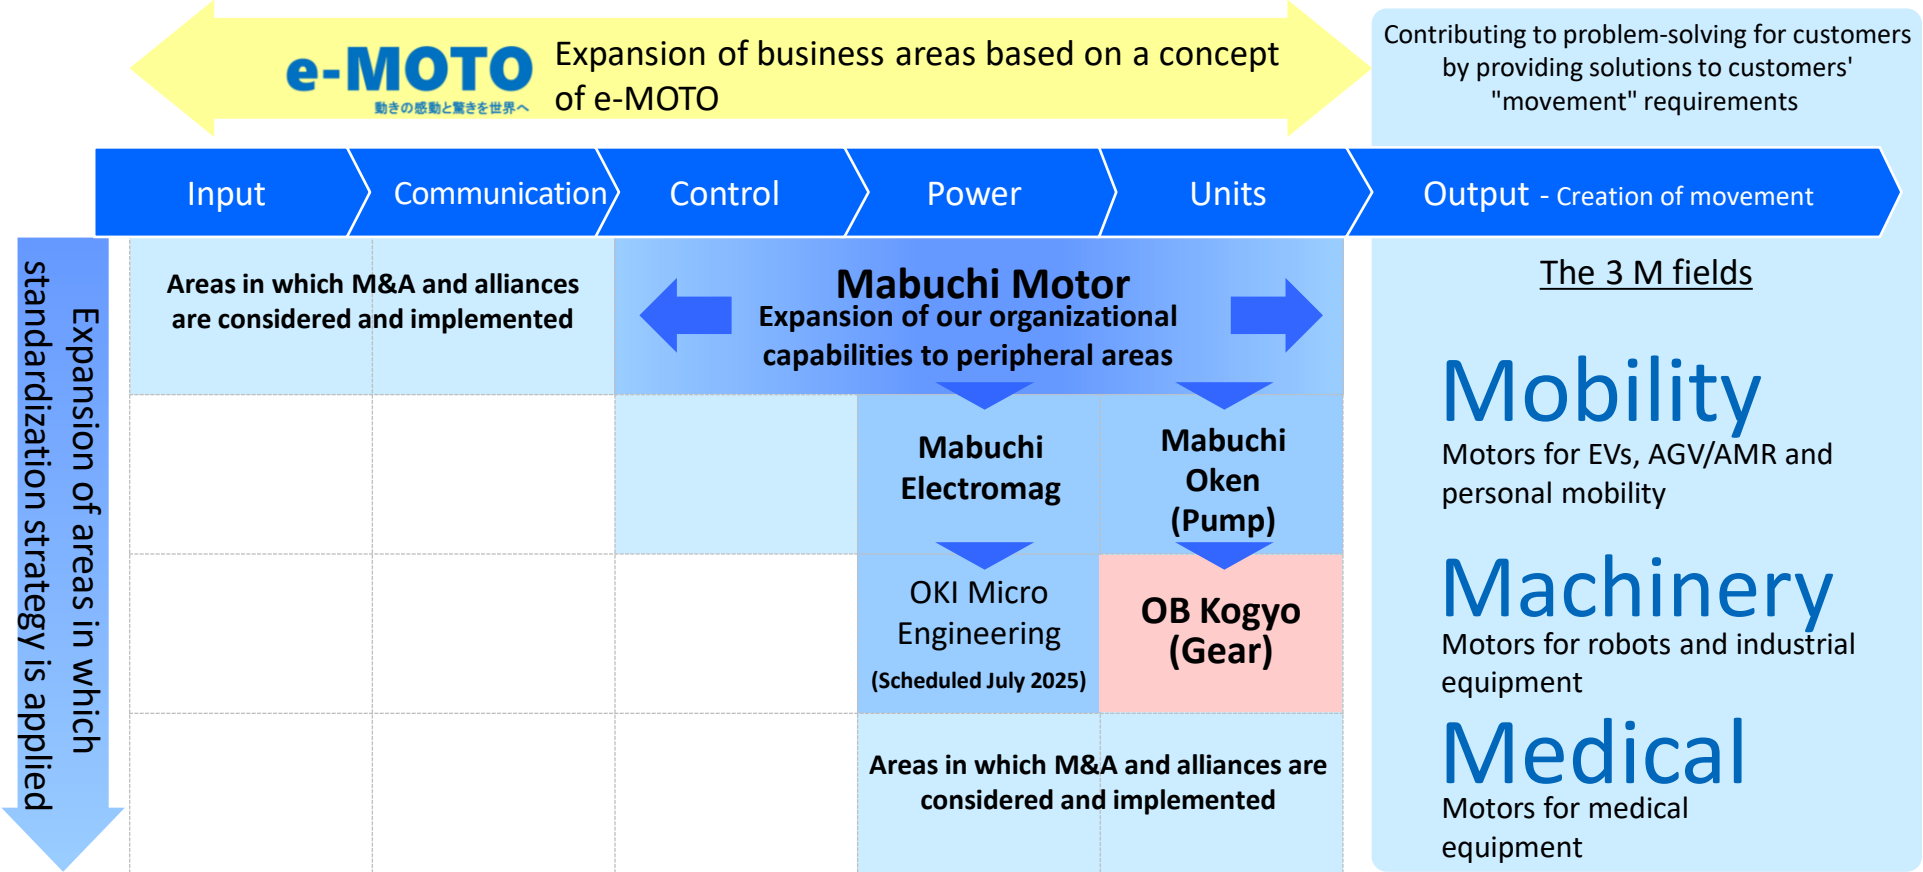 e-MOTO
動きの感動と驚きを世界へ
Expansion of business areas based on a concept
of e-MOTO
Contributing to problem-solving for customers
by providing solutions to customers'
"movement" requirements
Input
Communication
Control
Power
Units
Output - Creation of movement
Expansion of areas in which
standardization strategy is applied
Areas in which M&A and alliances
are considered and implemented
Mabuchi Motor
Expansion of our organizational
capabilities to peripheral areas
Mabuchi
Electromag
Mabuchi
Oken
(Pump)
OKI Micro
Engineering
(Scheduled July 2025)
OB Kogyo
(Gear)
Areas in which M&A and alliances are
considered and implemented
The 3 M fields
Mobility
Motors for EVs, AGV/AMR and
personal mobility
Machinery
Motors for robots and industrial
equipment
Medical
Motors for medical
equipment